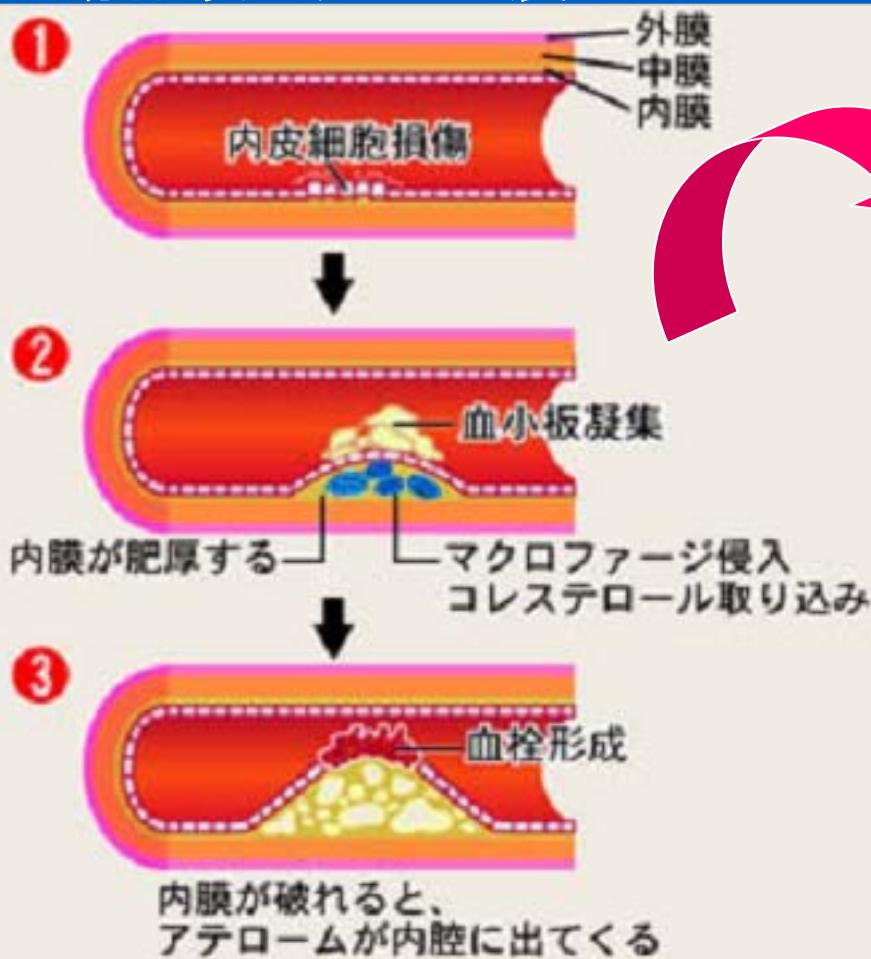 1
外膜
中膜
内膜
内皮細胞損傷
2
血小板凝集
内膜が肥厚する
マクロファージ侵入
コレステロール取り込み
3
血栓形成
内膜が破れると、
アテロームが内腔に出てくる